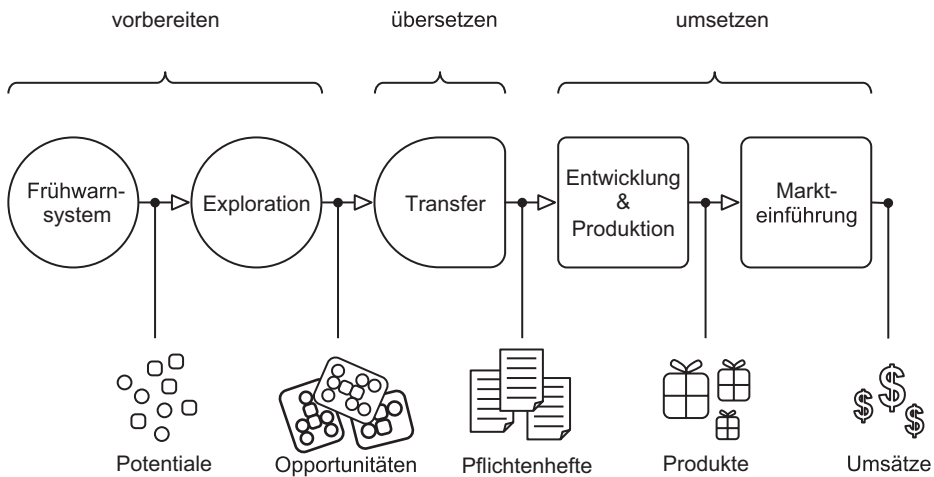 vorbereiten
übersetzen
umsetzen
Frühwarn-
system
Exploration
Transfer
Entwicklung
&
Produktion
Markt-
einführung
Potentiale
Opportunitäten
Pflichtenhefte
Produkte
Umsätze